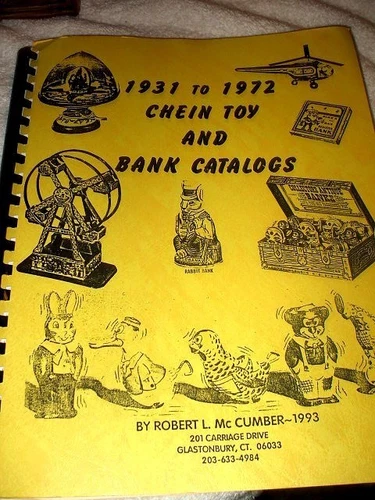 1931 TO 1972
CHEIN TOY
AND
BANK CATALOGS
BANK
RABBIT BANK
BY ROBERT L. Mc CUMBER~1993
201 CARRIAGE DRIVE
GLASTONBURY, CT. 06033
203-633-4984